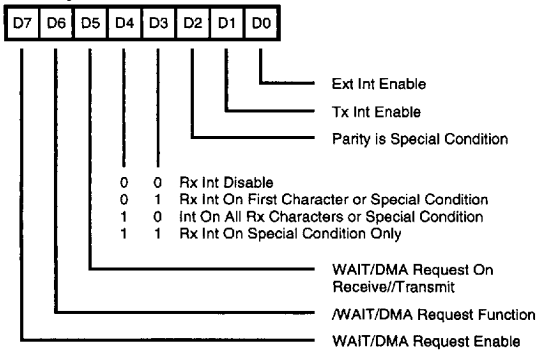 D7 D6 D5 D4 D3 D2 D1 D0
Ext Int Enable
Tx Int Enable
Parity is Special Condition
0 0 Rx Int Disable
0 1 Rx Int On First Character or Special Condition
1 0 Int On All Rx Characters or Special Condition
1 1 Rx Int On Special Condition Only
WAIT/DMA Request On
Receive//Transmit
/WAIT/DMA Request Function
WAIT/DMA Request Enable